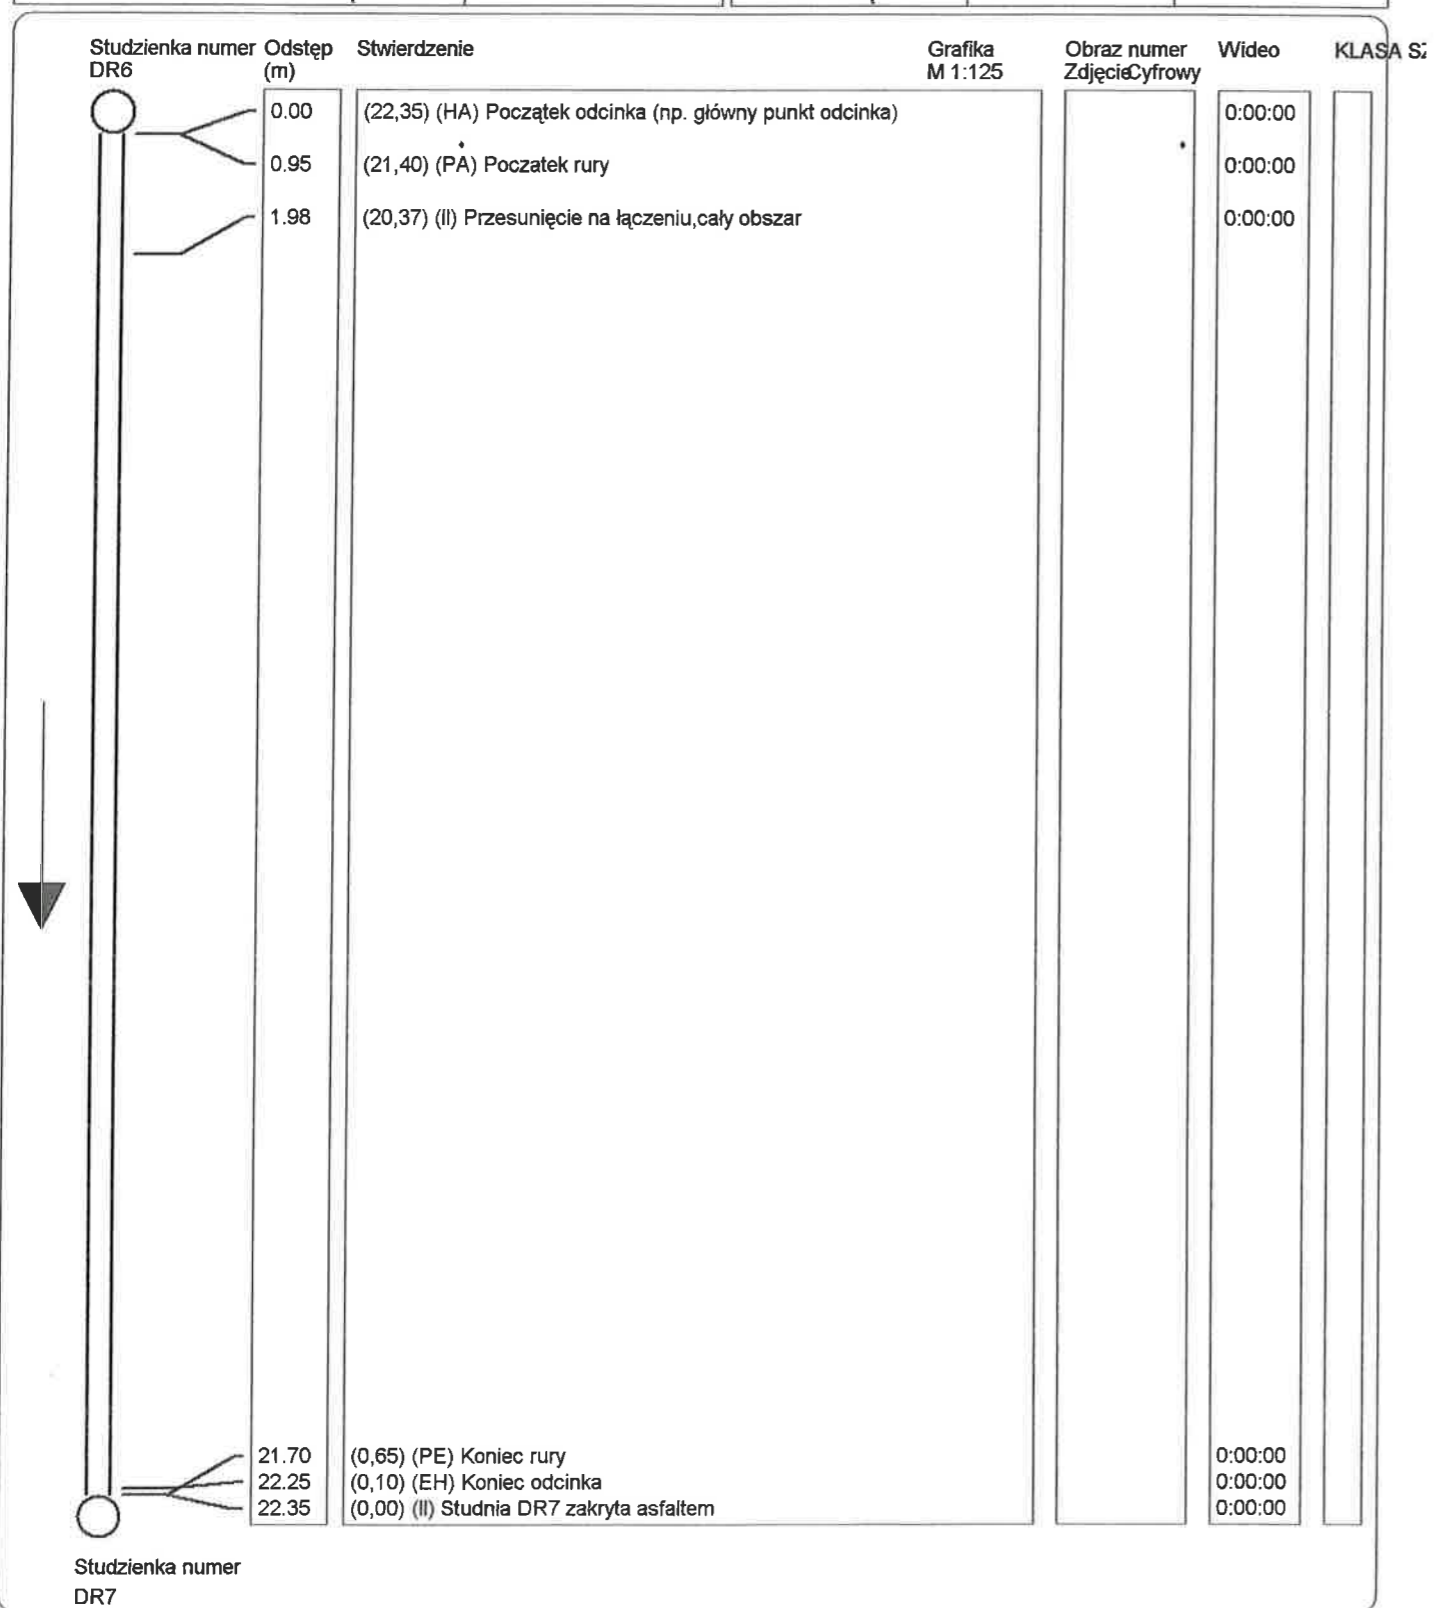 Studzienka numer Odstęp Stwierdzenie Grafika Obraz numer Wideo KLASA
DR6 (m) M 1:125 ZdjęcieCyfrowy
0.00 (22,35) (HA) Początek odcinka (np. główny punkt odcinka) 0:00:00
0.95 (21,40) (PA) Poczatek rury 0:00:00
1.98 (20,37) (II) Przesunięcie na łączeniu,cały obszar 0:00:00
21.70 (0,65) (PE) Koniec rury 0:00:00
22.25 (0,10) (EH) Koniec odcinka 0:00:00
22.35 (0,00) (II) Studnia DR7 zakryta asfaltem 0:00:00
Studzienka numer
DR7